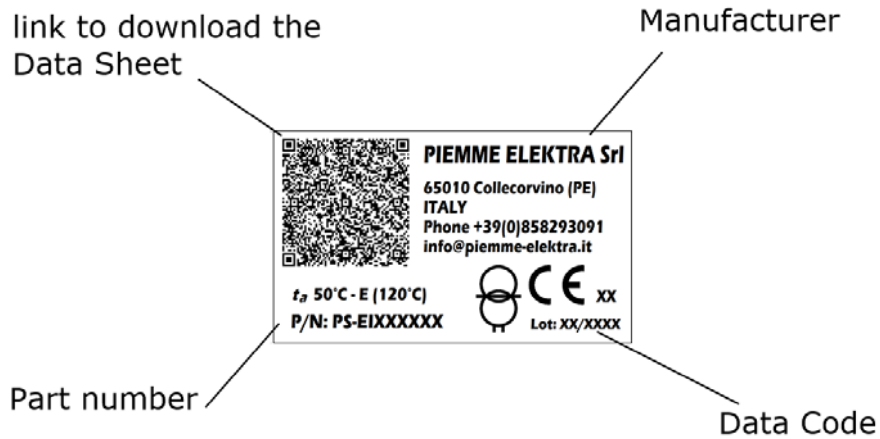 link to download the
Data Sheet
Manufacturer
PIEMME ELEKTRA Srl
65010 Collecorvino (PE)
ITALY
Phone +39(0)858293091
info@piemme-elektra.it
ta 50°C - E (120°C)
CE XX
P/N: PS-EIXXXXXX
Lot: XX/XXXX
Part number
Data Code